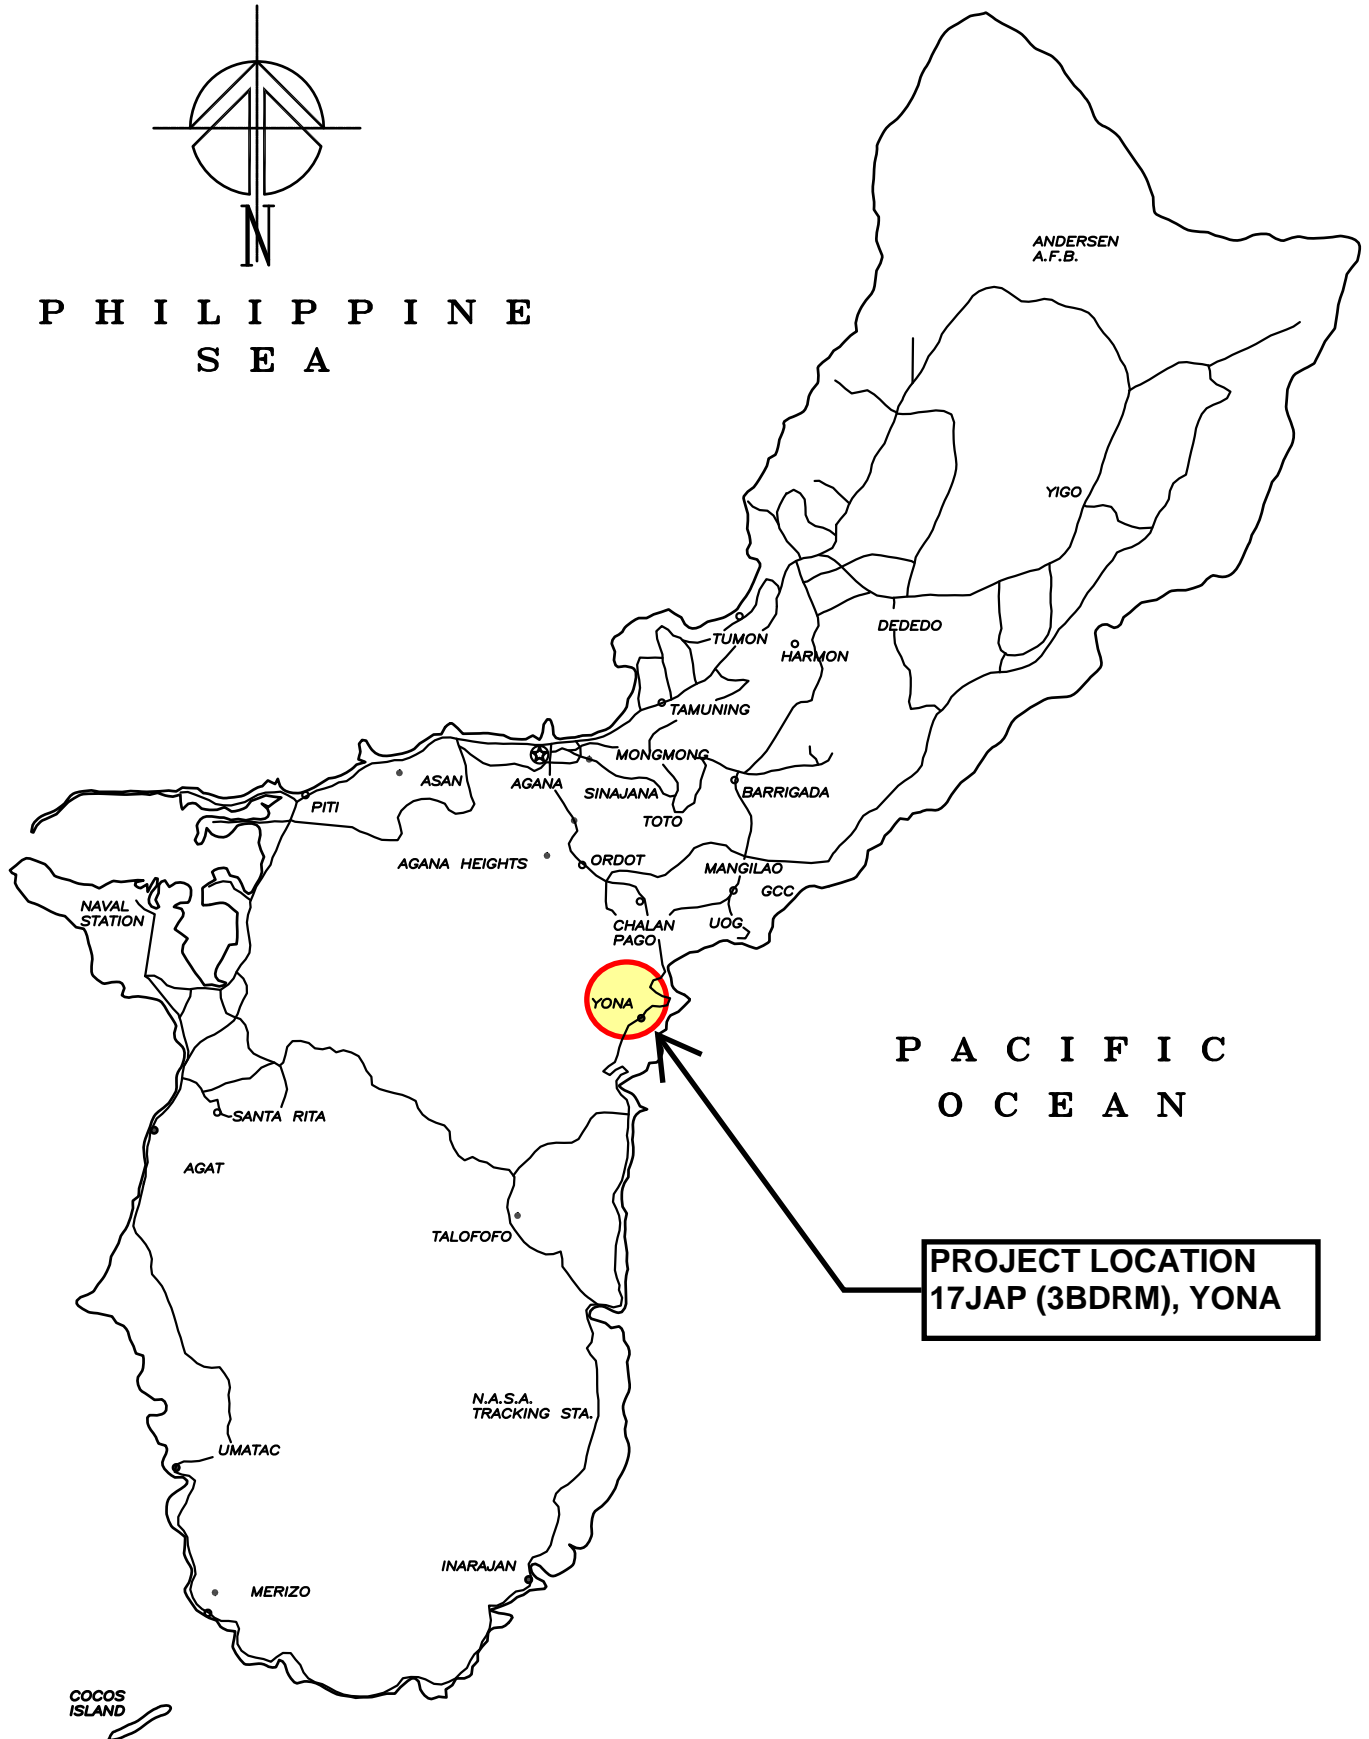 N
PHILIPPINE
SEA
ANDERSEN
A.F.B.
YIGO
DEDEDO
TUMON
HARMON
TAMUNING
MONGMONG
ASAN
AGANA
SINAJANA
BARRIGADA
PITI
TOTO
AGANA HEIGHTS
ORDOT
MANGILAO
GCC
NAVAL
STATION
CHALAN
PAGO
UOG
YONA
PACIFIC
OCEAN
SANTA RITA
AGAT
TALOFOFO
PROJECT LOCATION
17JAP (3BDRM), YONA
N.A.S.A.
TRACKING STA.
UMATAC
INARAJAN
MERIZO
COCOS
ISLAND